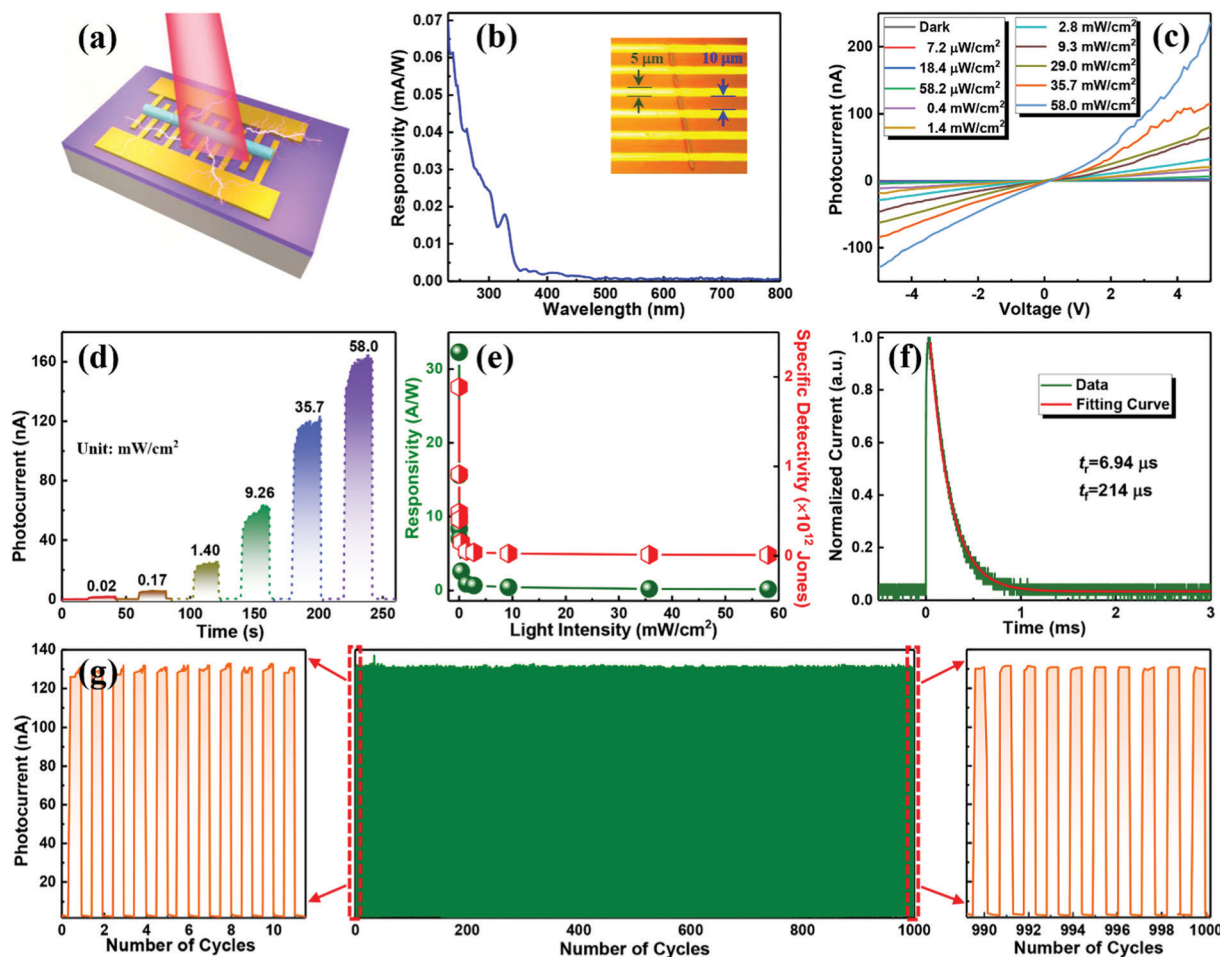 (a)
(b)
Responsivity (mA/W)
0.07
0.06
0.05
0.04
0.03
0.02
0.01
0.00
300
400
500
600
700
800
Wavelength (nm)
5 μm
10 μm
(c)
Photocurrent (nA)
200
100
0
-100
-4
-2
0
2
4
Voltage (V)
Dark
7.2 μW/cm²
18.4 μW/cm²
58.2 μW/cm²
0.4 mW/cm²
1.4 mW/cm²
2.8 mW/cm²
9.3 mW/cm²
29.0 mW/cm²
35.7 mW/cm²
58.0 mW/cm²
(d)
Photocurrent (nA)
160
120
80
40
0
0
50
100
150
200
250
Time (s)
Unit: mW/cm²
0.02
0.17
1.40
9.26
35.7
58.0
(e)
Responsivity (A/W)
30
20
10
0
0
10
20
30
40
50
60
Light Intensity (mW/cm²)
Specific Detectivity (×10¹² Jones)
2
1
0
(f)
Normalized Current (a.u.)
1.0
0.8
0.6
0.4
0.2
0.0
0
1
2
3
Time (ms)
Data
Fitting Curve
tr=6.94 μs
tf=214 μs
(g)
Photocurrent (nA)
140
120
100
80
60
40
20
0
2
4
6
8
10
Number of Cycles
0
200
400
600
800
1000
Number of Cycles
990
992
994
996
998
1000
Number of Cycles